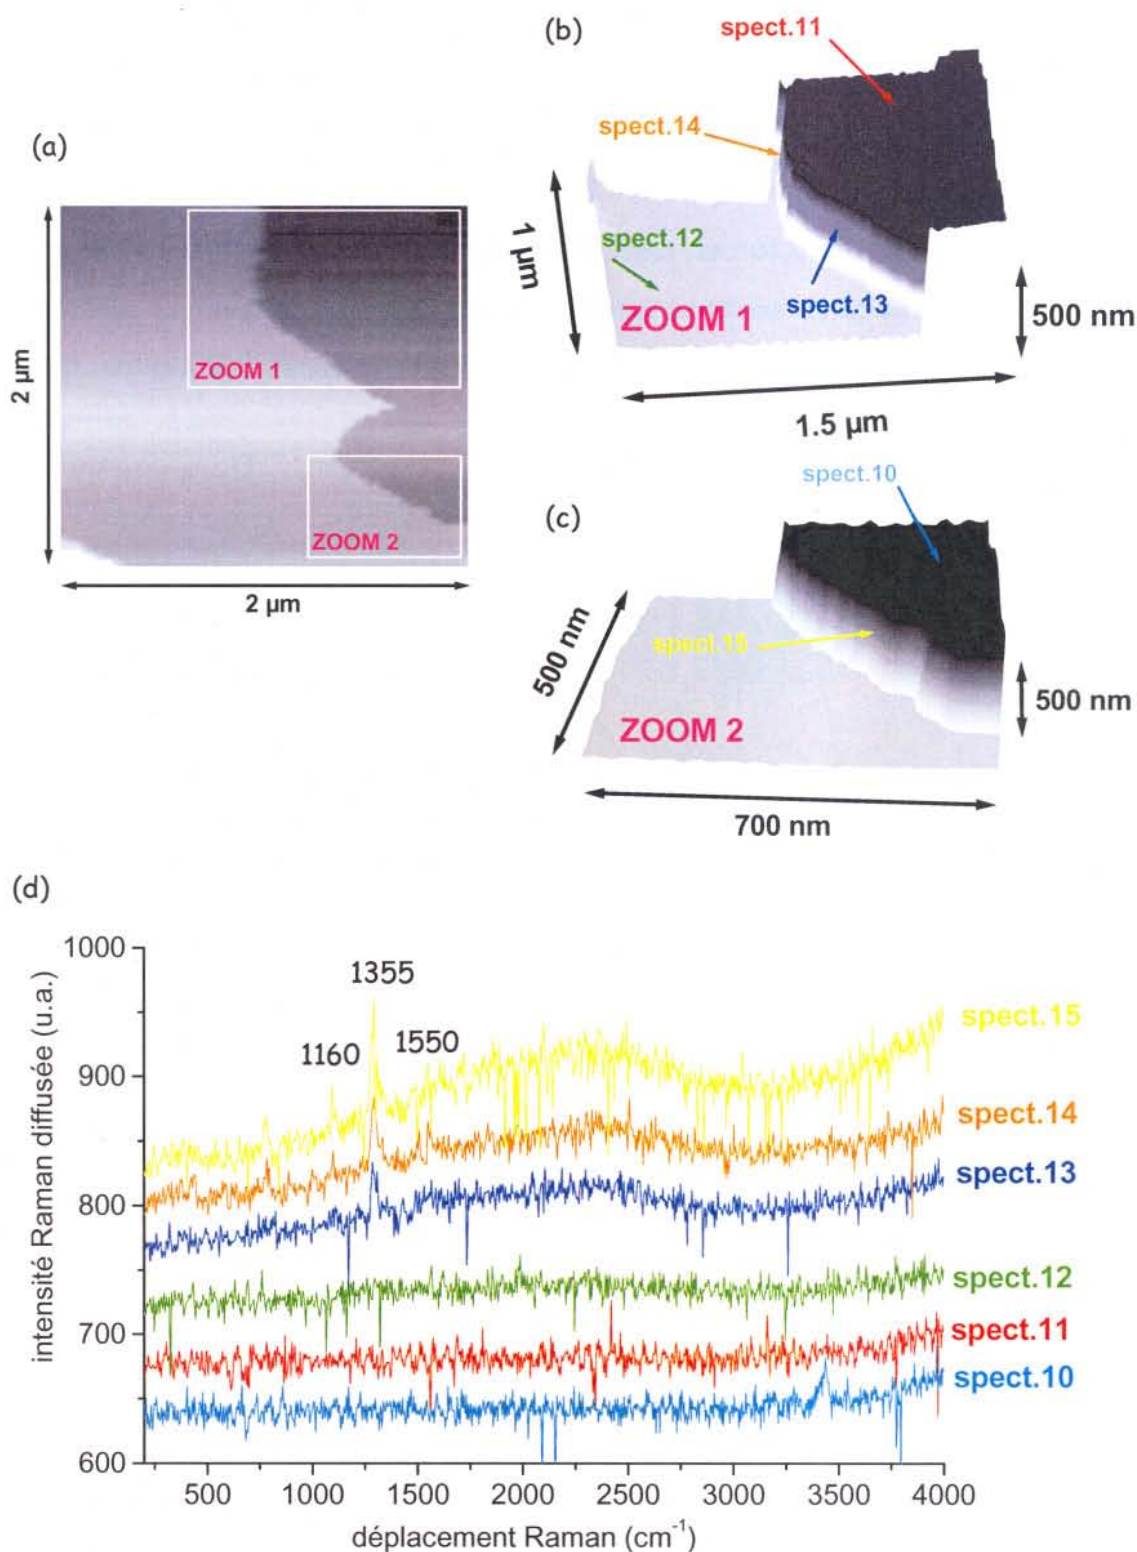 (a)
2 µm
ZOOM 1
ZOOM 2
2 µm
(b)
spect.11
spect.14
spect.12
spect.13
ZOOM 1
1 µm
500 nm
1.5 µm
(c)
spect.10
spect.15
500 nm
ZOOM 2
500 nm
700 nm
(d)
intensité Raman diffusée (u.a.)
1000
900
800
700
600
1355
1160
1550
spect.15
spect.14
spect.13
spect.12
spect.11
spect.10
500
1000
1500
2000
2500
3000
3500
4000
déplacement Raman (cm⁻¹)